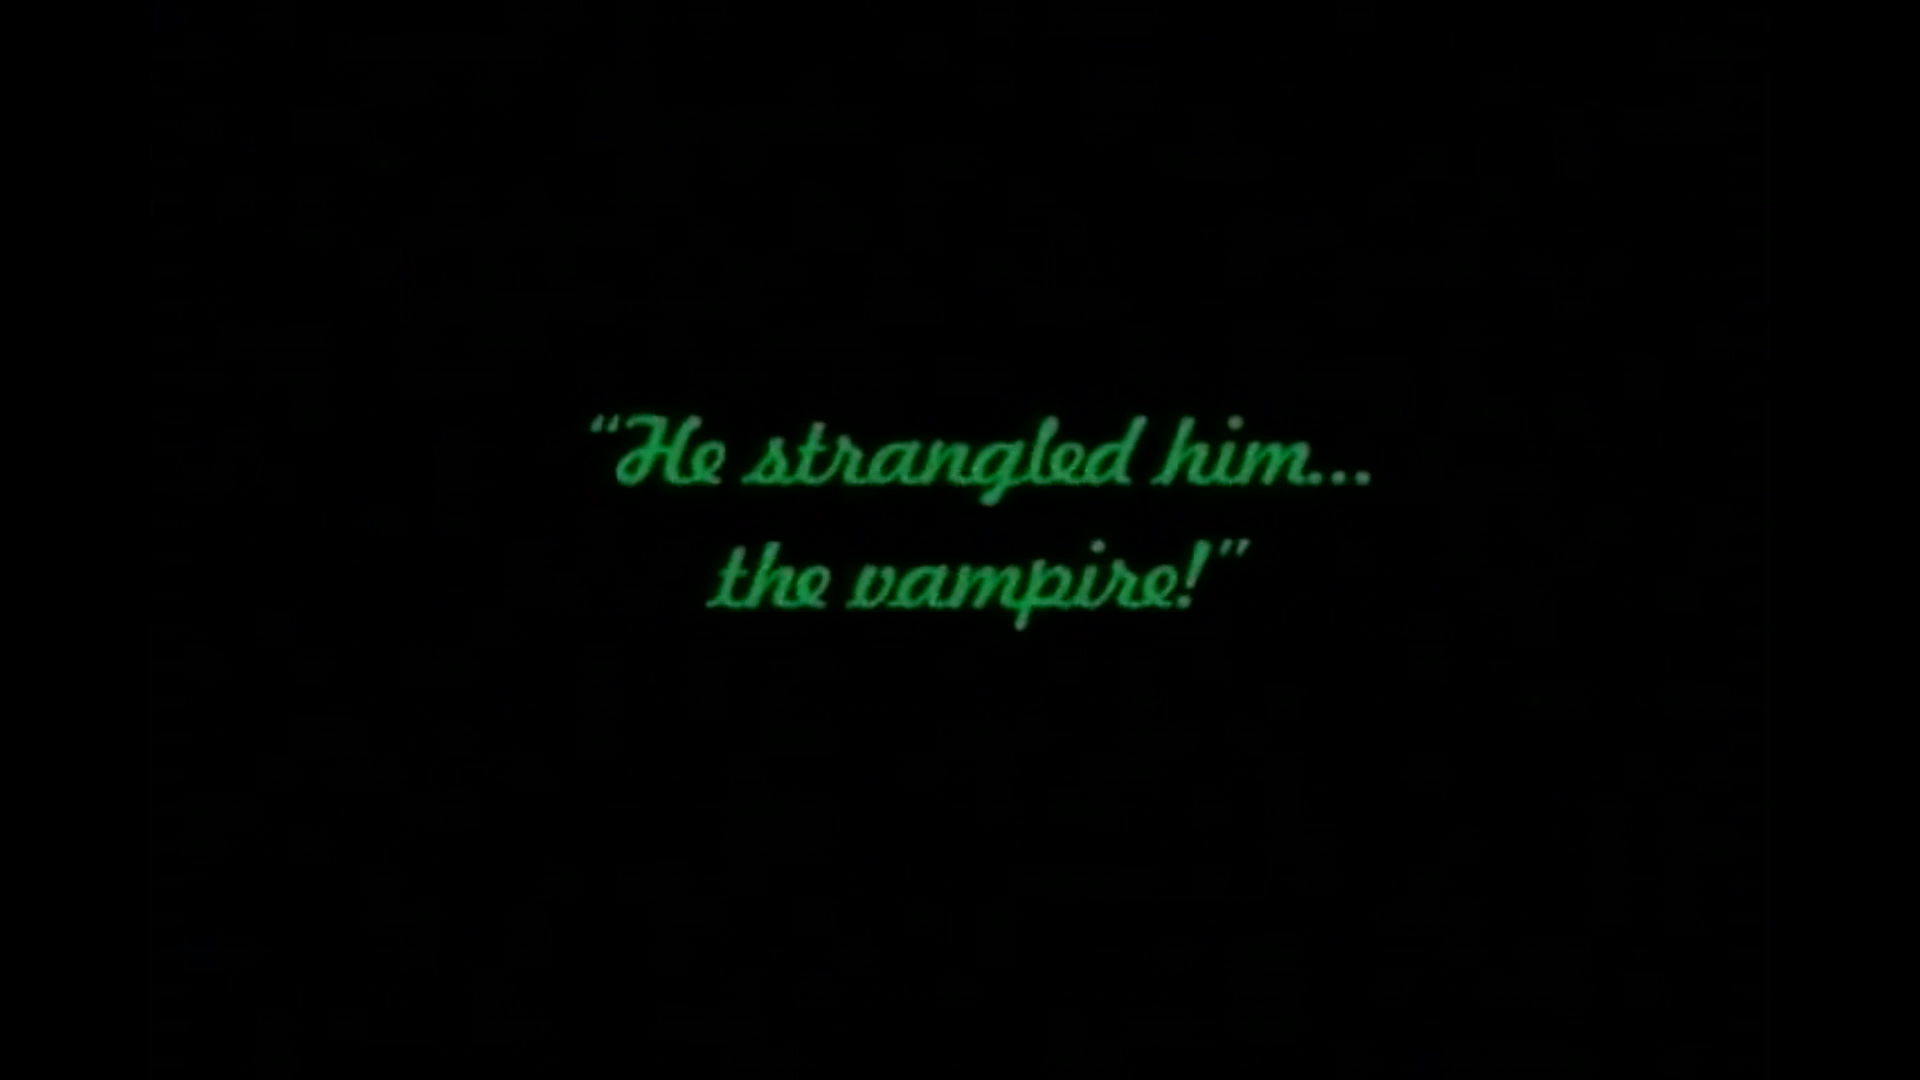 “He strangled him...
the vampire!”